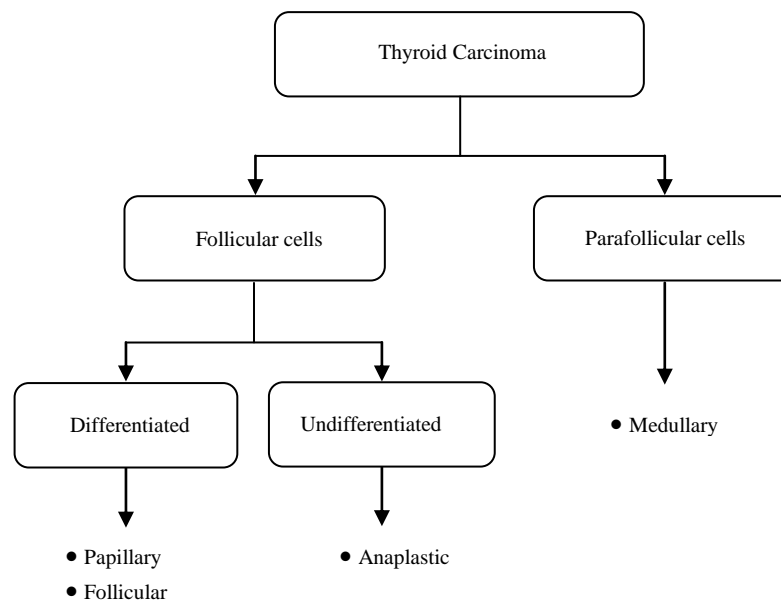 Thyroid Carcinoma
Follicular cells
Parafollicular cells
Differentiated
Undifferentiated
• Medullary
• Papillary
• Follicular
• Anaplastic